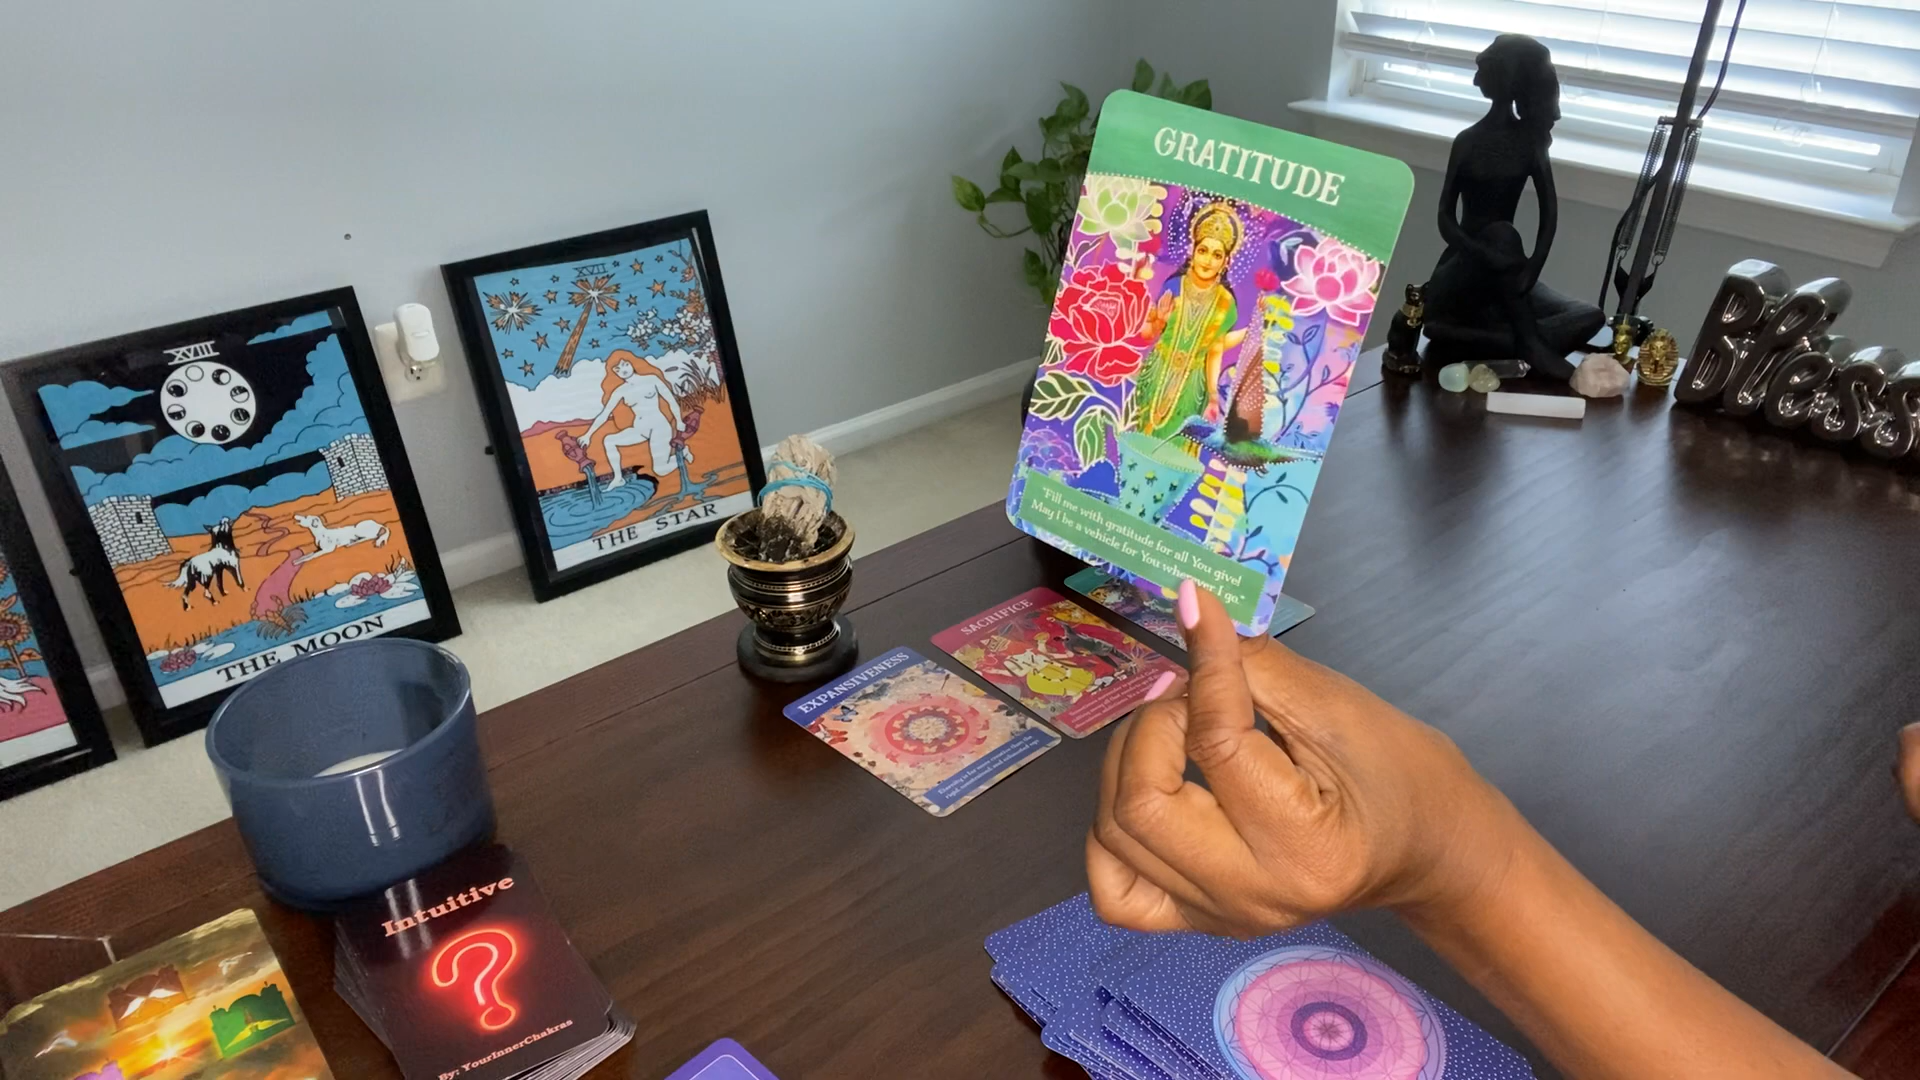 GRATITUDE
"Fill me with gratitude for all You give!
May I be a vehicle for You wherever I go."
XVII
THE STAR
XVIII
THE MOON
Bless
SACRIFICE
EXPANSIVENESS
Intuitive
?
By: YourInnerChakras